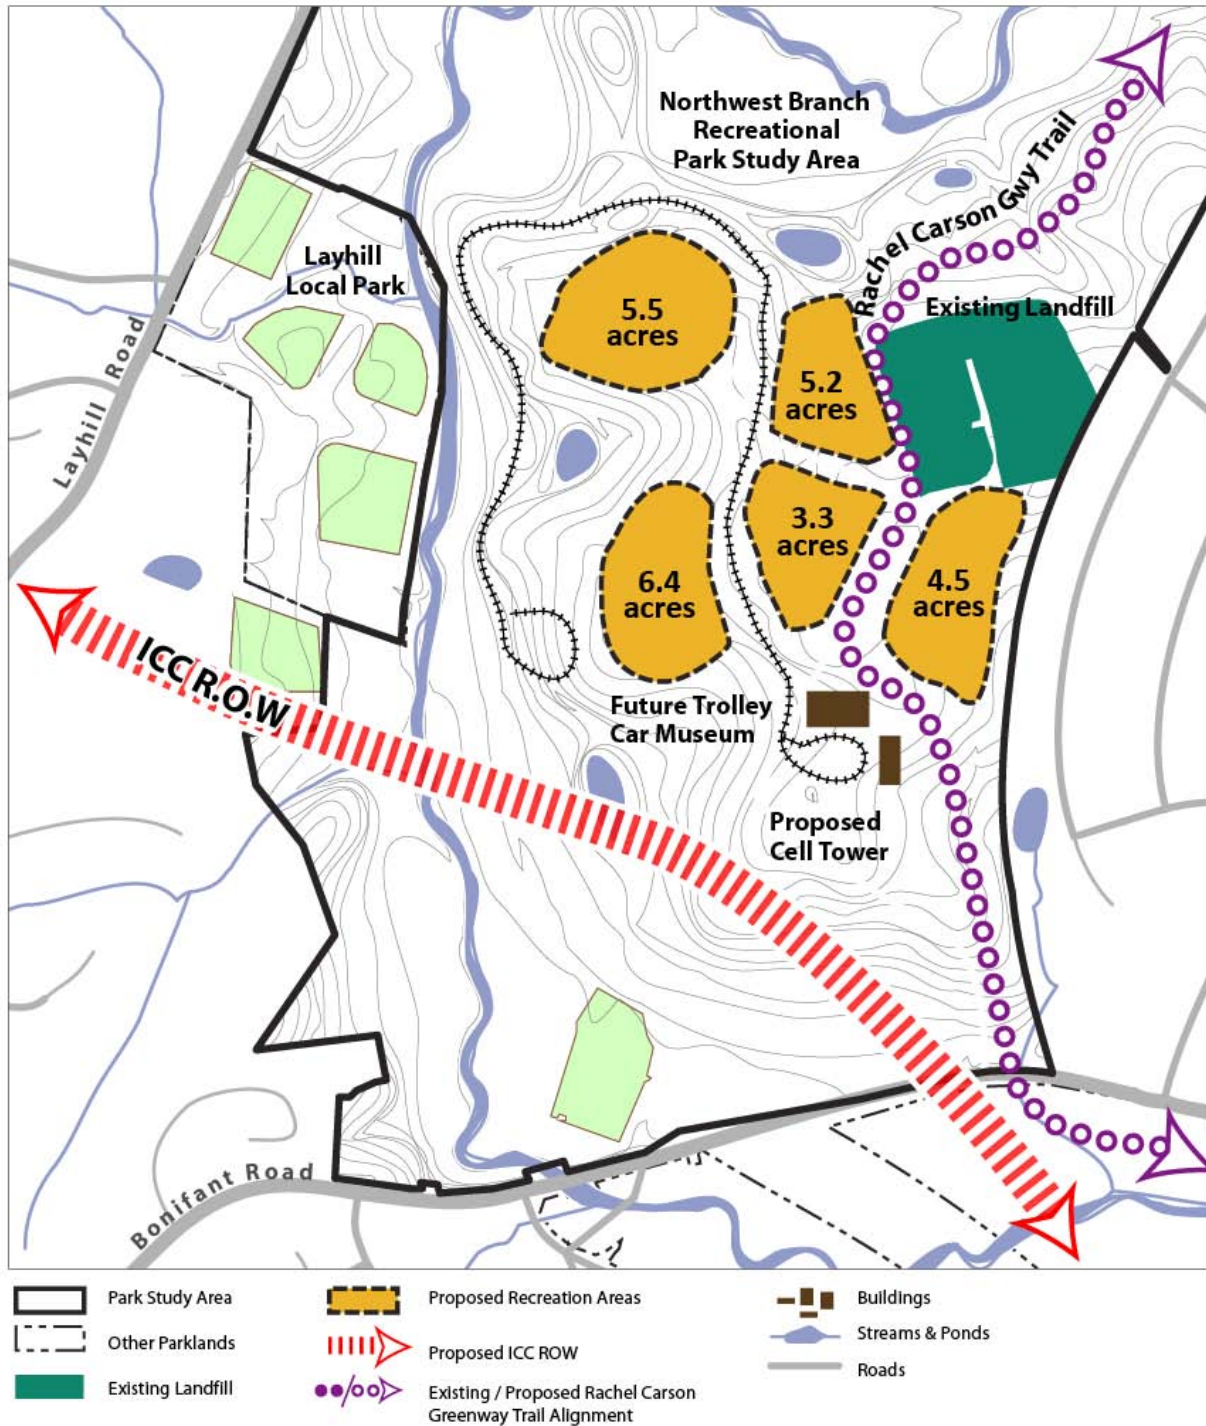 Northwest Branch
Recreational
Park Study Area
Rachel Carson Gwy Trail
Layhill
Local Park
Existing Landfill
5.5
acres
5.2
acres
Layhill Road
3.3
acres
6.4
acres
4.5
acres
ICC R.O.W
Future Trolley
Car Museum
Proposed
Cell Tower
Bonifant Road
Park Study Area
Other Parklands
Existing Landfill
Proposed Recreation Areas
Proposed ICC ROW
Existing / Proposed Rachel Carson
Greenway Trail Alignment
Buildings
Streams & Ponds
Roads